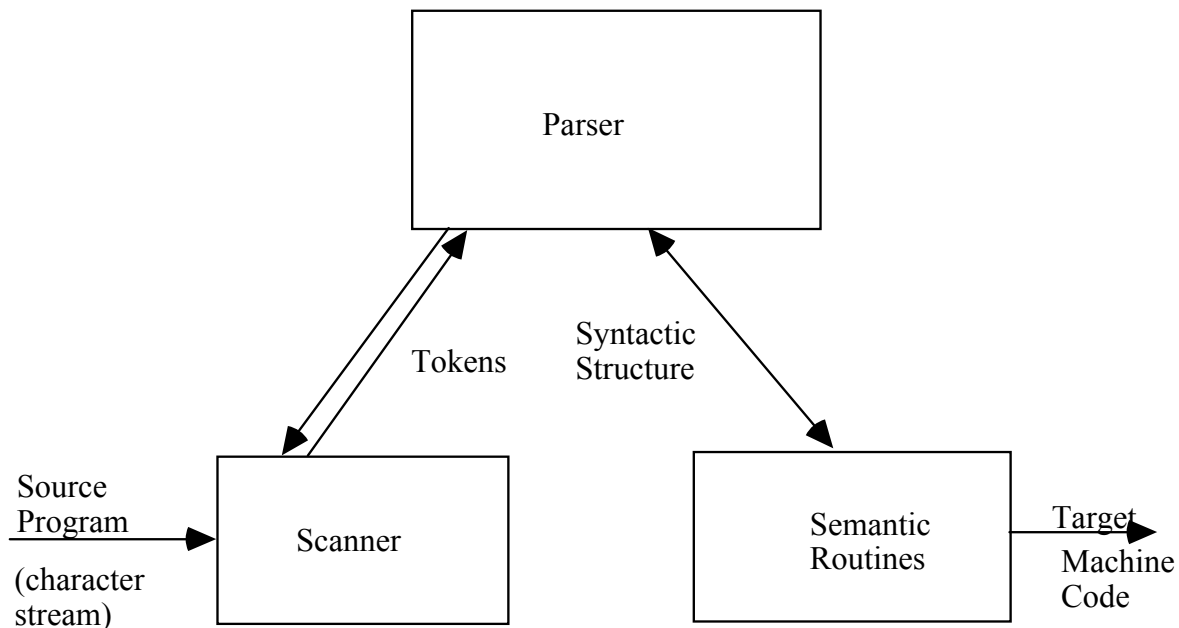 Parser
Tokens
Syntactic
Structure
Source
Program
(character
stream)
Scanner
Semantic
Routines
Target
Machine
Code